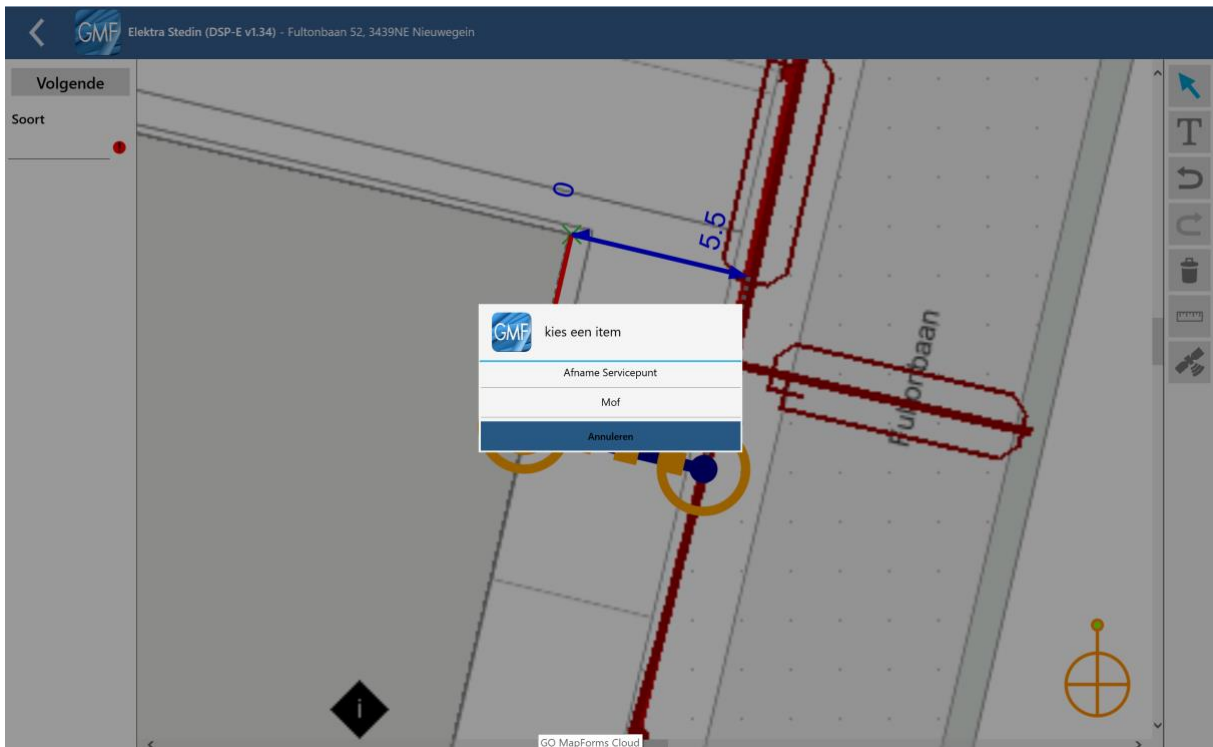 GMF Elektra Stedin (DSP-E v1.34) - Fultonbaan 52, 3439NE Nieuwegein
Volgende
Soort
0
5.5
T
GMF kies een item
Afname Servicepunt
Mof
Annuleren
Fultonbaan
i
GO MapForms Cloud